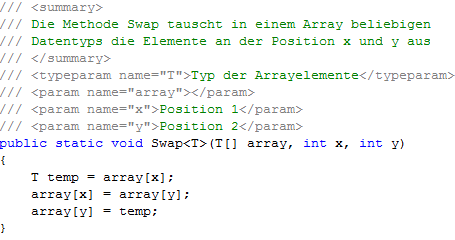 /// <summary>
/// Die Methode Swap tauscht in einem Array beliebigen
/// Datentyps die Elemente an der Position x und y aus
/// </summary>
/// <typeparam name="T">Typ der Arrayelemente</typeparam>
/// <param name="array"></param>
/// <param name="x">Position 1</param>
/// <param name="y">Position 2</param>
public static void Swap<T>(T[] array, int x, int y)
{
    T temp = array[x];
    array[x] = array[y];
    array[y] = temp;
}